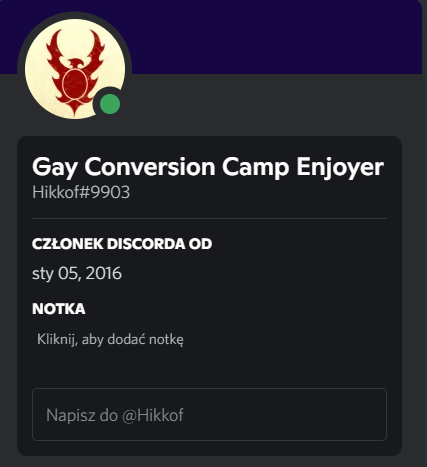 Gay Conversion Camp Enjoyer
Hikkof#9903
CZŁONEK DISCORDA OD
sty 05, 2016
NOTKA
Kliknij, aby dodać notkę
Napisz do @Hikkof